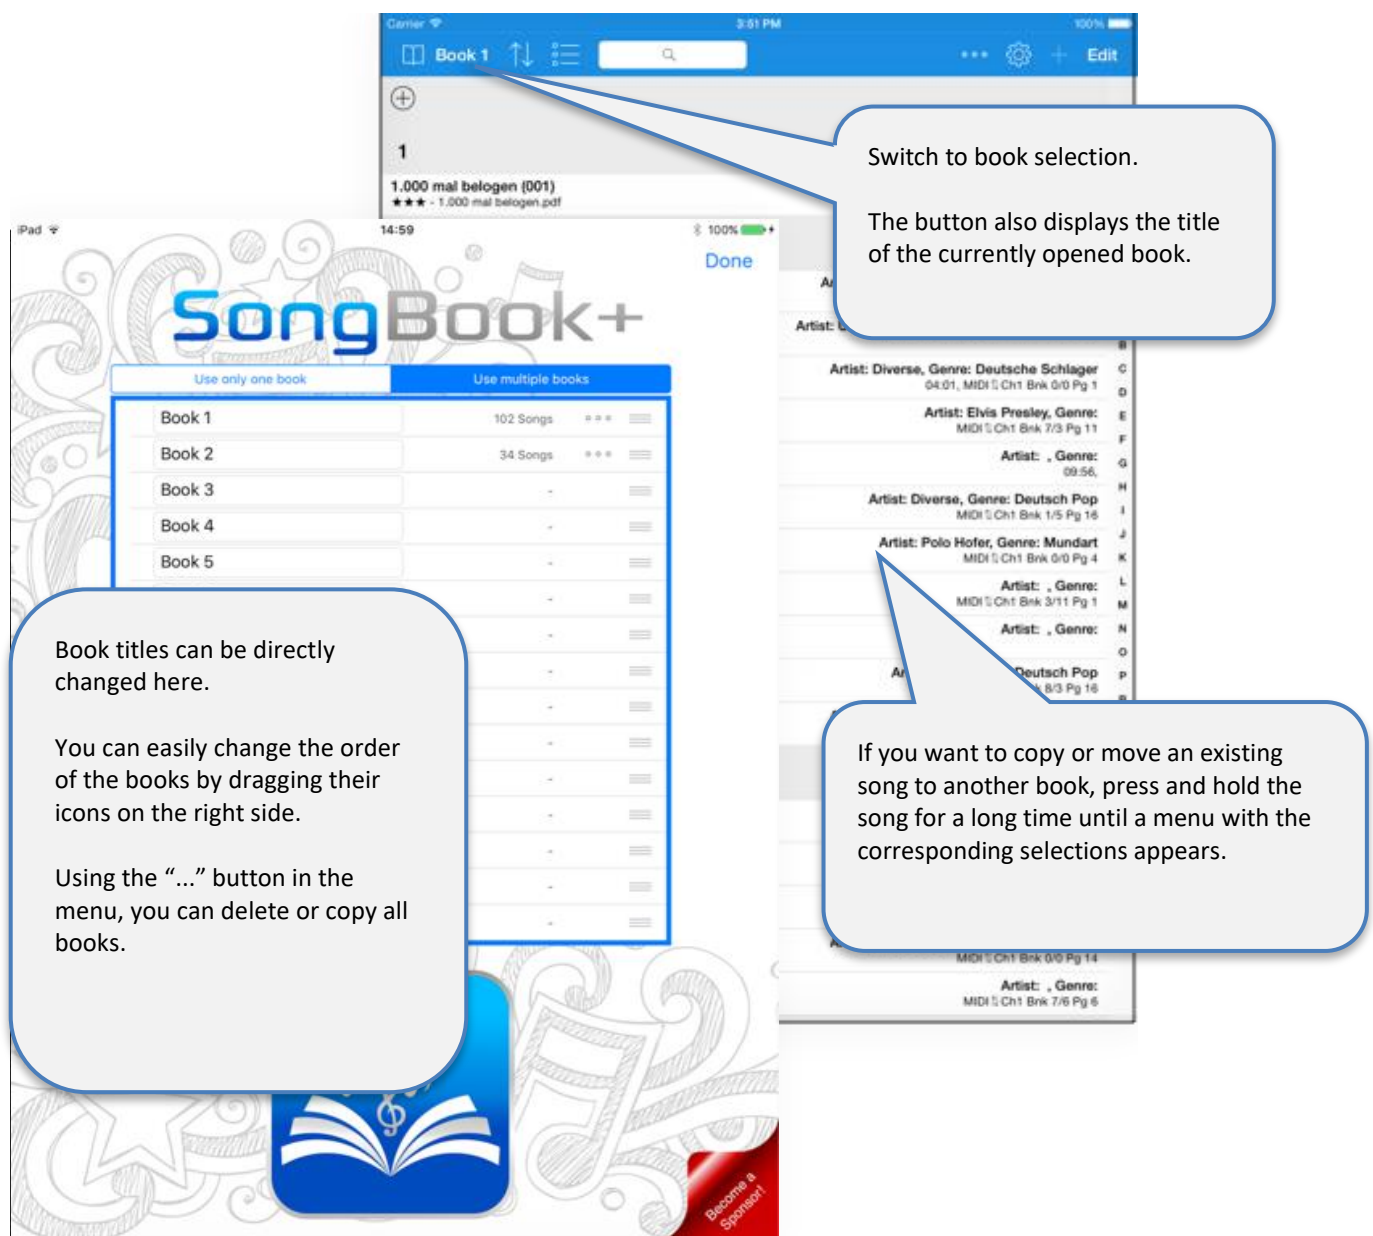 Carrier 3:51 PM 100%
Book 1 Edit
1
1.000 mal belogen (001)
★★★ - 1.000 mal belogen.pdf
Switch to book selection.
The button also displays the title
of the currently opened book.
iPad 14:59 100%
Done
SongBook+
Use only one book Use multiple books
Book 1 102 Songs
Book 2 34 Songs
Book 3 -
Book 4 -
Book 5 -
Book titles can be directly
changed here.
You can easily change the order
of the books by dragging their
icons on the right side.
Using the “...” button in the
menu, you can delete or copy all
books.
Become a
Sponsor!
Artist:
Artist: Diverse, Genre: Deutsche Schlager
04:01, MIDI Ch1 Bnk 0/0 Pg 1
Artist: Elvis Presley, Genre:
MIDI Ch1 Bnk 7/3 Pg 11
Artist: , Genre:
09:56,
Artist: Diverse, Genre: Deutsch Pop
MIDI Ch1 Bnk 1/5 Pg 16
Artist: Polo Hofer, Genre: Mundart
MIDI Ch1 Bnk 0/0 Pg 4
Artist: , Genre:
MIDI Ch1 Bnk 3/11 Pg 1
Artist: , Genre:
Deutsch Pop
8/3 Pg 16
B
C
D
E
F
G
H
I
J
K
L
M
N
O
P
If you want to copy or move an existing
song to another book, press and hold the
song for a long time until a menu with the
corresponding selections appears.
MIDI Ch1 Bnk 0/0 Pg 14
Artist: , Genre:
MIDI Ch1 Bnk 7/6 Pg 6